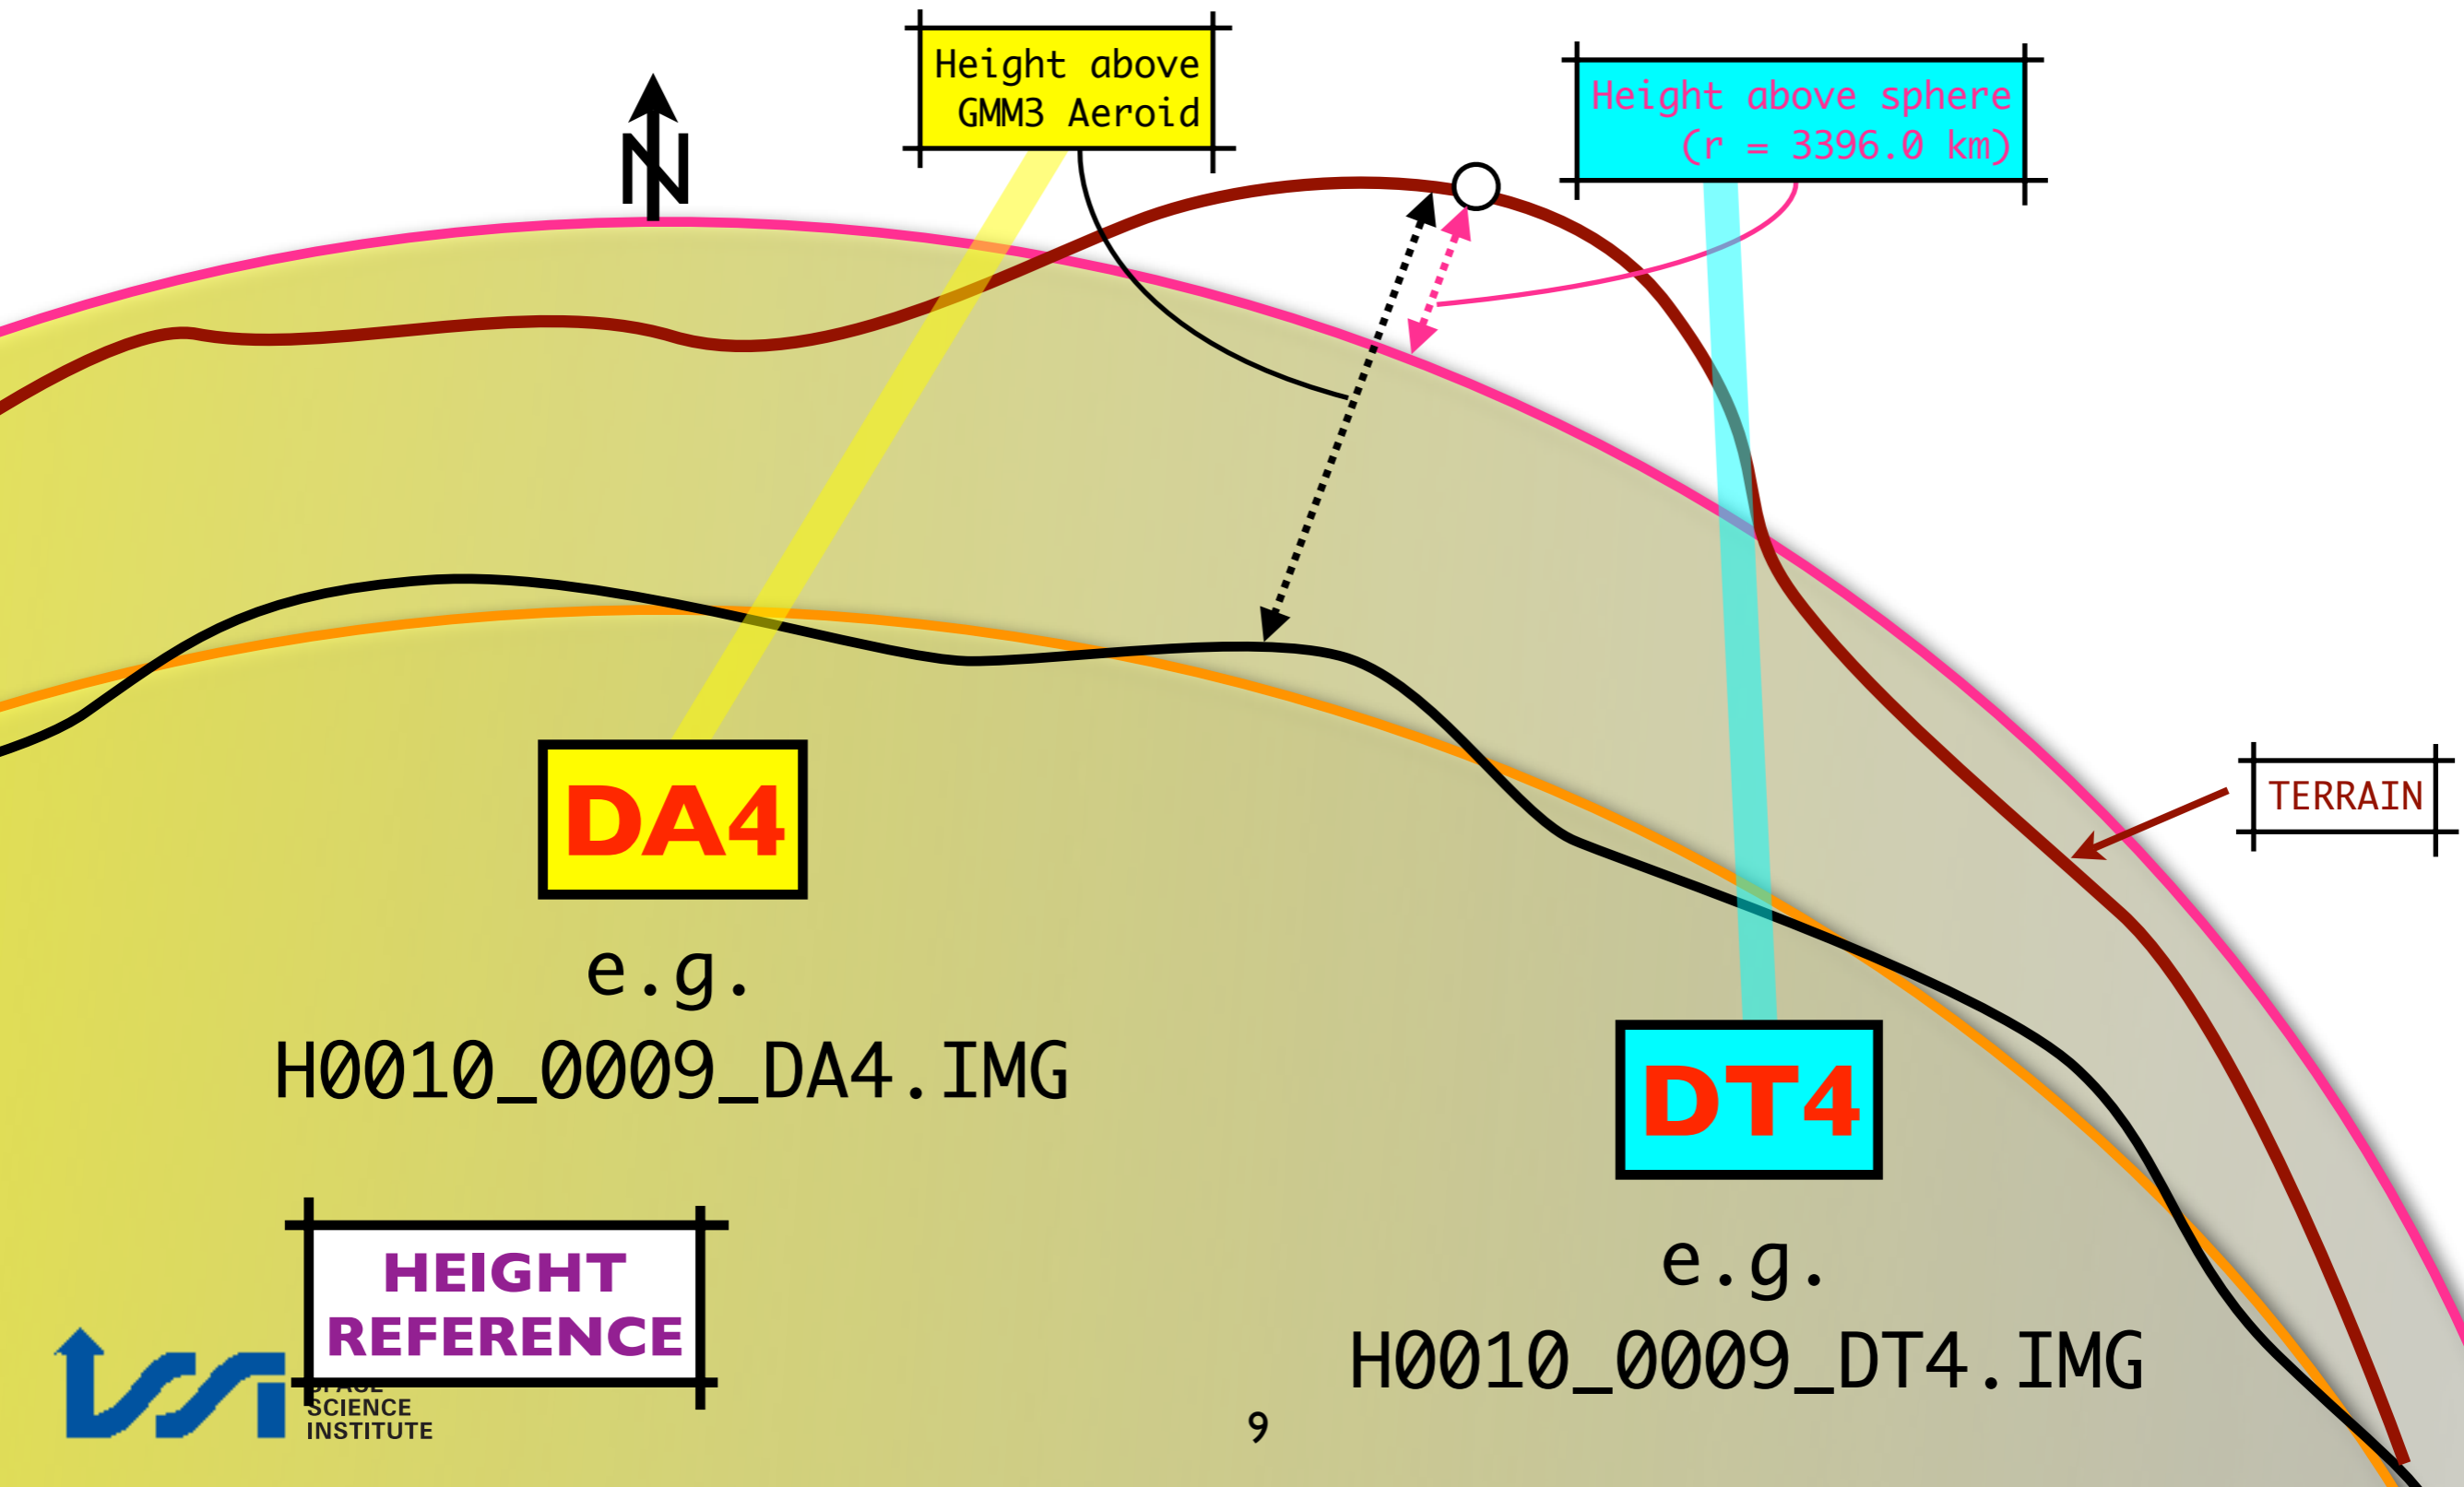 Height above
GMM3 Aeroid
Height above sphere
(r = 3396.0 km)
N
TERRAIN
DA4
e.g.
H0010_0009_DA4.IMG
DT4
e.g.
H0010_0009_DT4.IMG
HEIGHT
REFERENCE
SPACE
SCIENCE
INSTITUTE
9